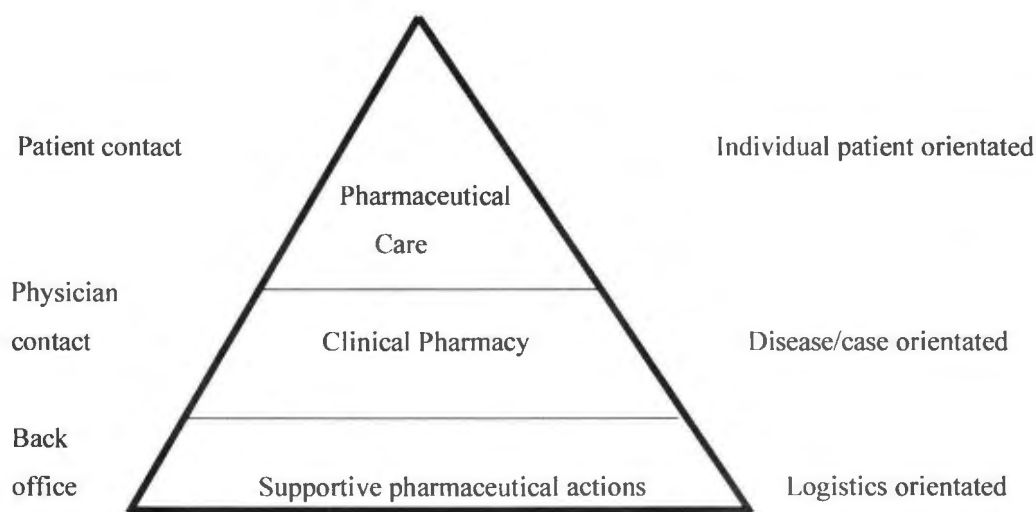 Patient contact
Individual patient orientated
Pharmaceutical
Care
Physician
contact
Clinical Pharmacy
Disease/case orientated
Back
office
Supportive pharmaceutical actions
Logistics orientated